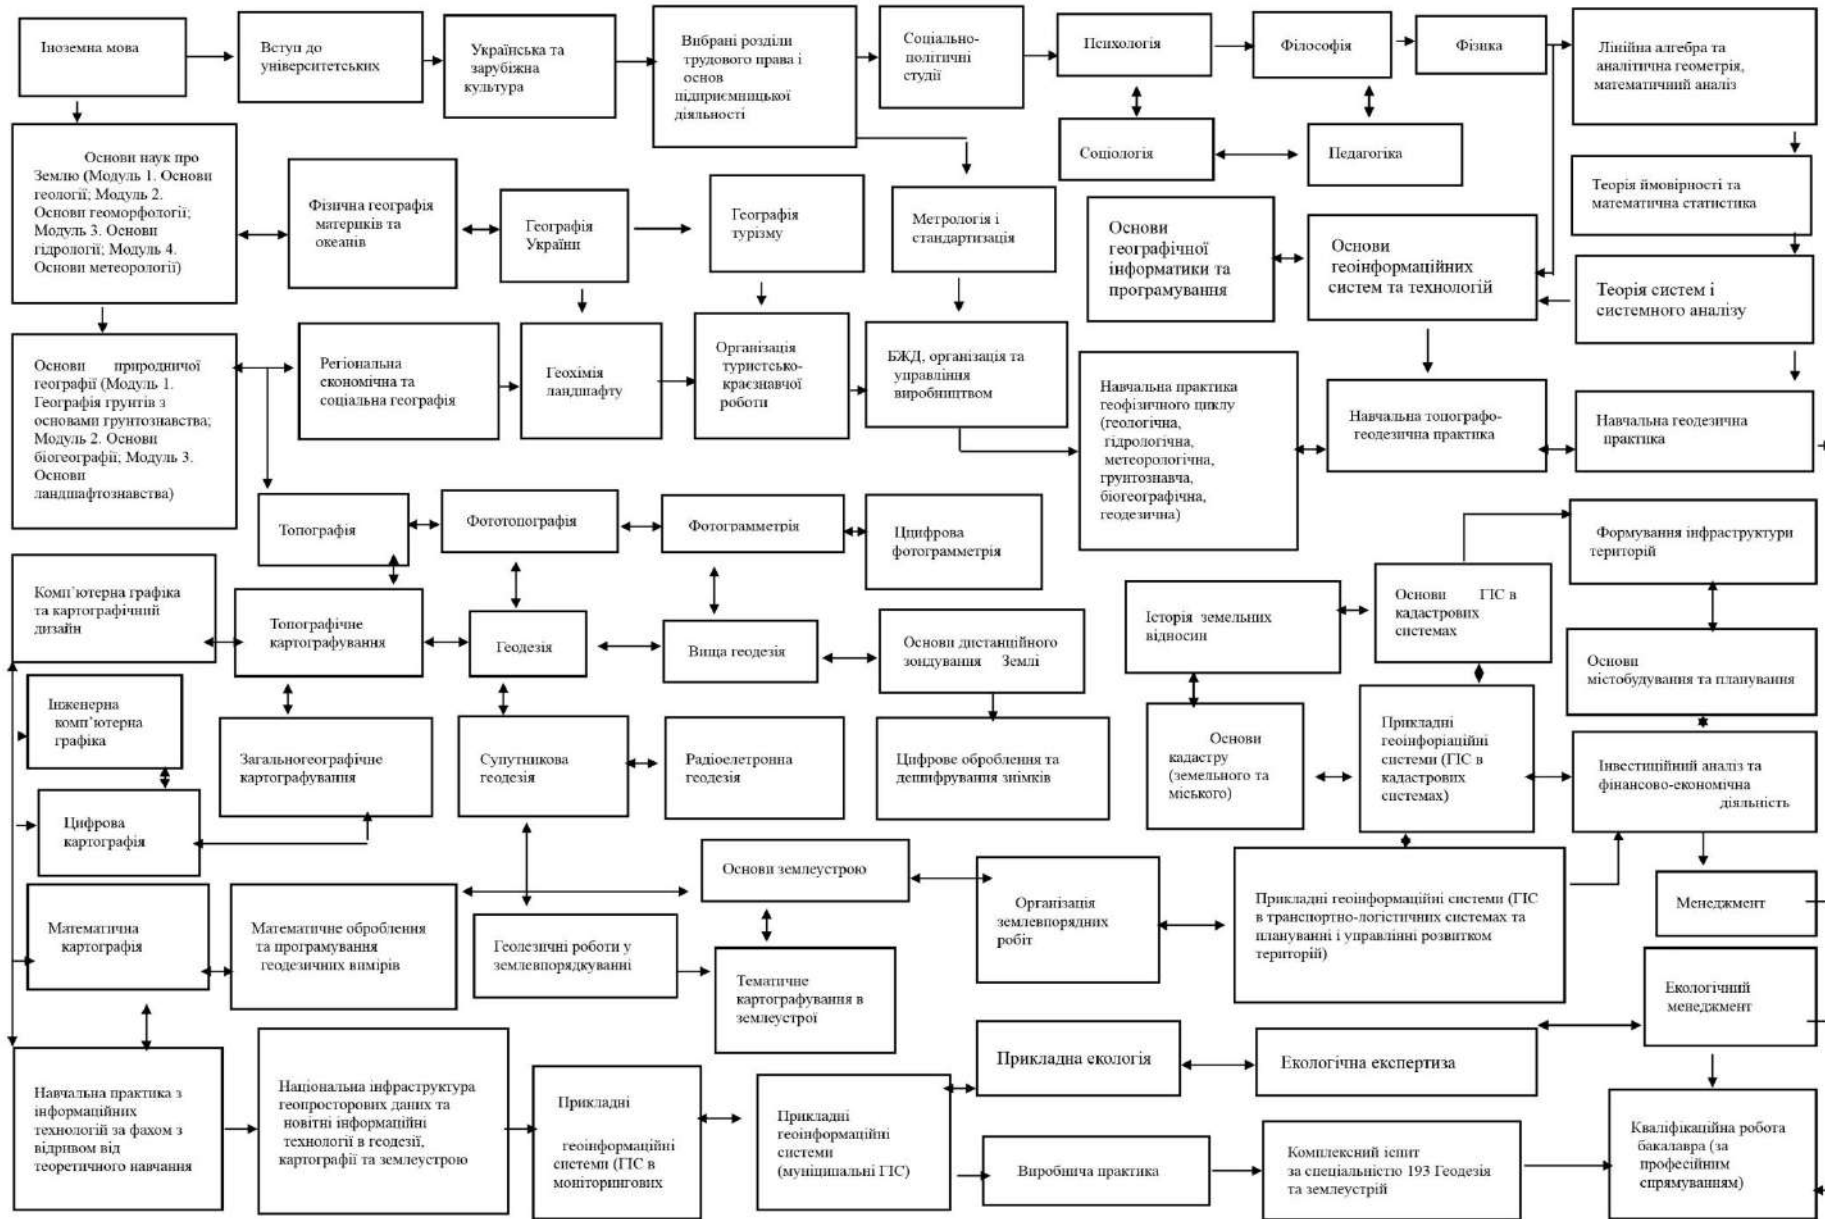 Іноземна мова
Вступ до
університетських
Українська та
зарубіжна
культура
Вибрані розділи
трудового права і
основ
підприємницької
діяльності
Соціально-
політичні
студії
Психологія
Філософія
Фізика
Лінійна алгебра та
аналітична геометрія,
математичний аналіз
Соціологія
Педагогіка
Основи наук про
Землю (Модуль 1. Основи
геології; Модуль 2.
Основи геоморфології;
Модуль 3. Основи
гідрології; Модуль 4.
Основи метеорології)
Фізична географія
материків та
океанів
Географія
України
Географія
туризму
Метрологія і
стандартизація
Основи
географічної
інформатики та
програмування
Основи
геоінформаційних
систем та технологій
Теорія ймовірності та
математична статистика
Теорія систем і
системного аналізу
Основи природничої
географії (Модуль 1.
Географія ґрунтів з
основами ґрунтознавства;
Модуль 2. Основи
біогеографії; Модуль 3.
Основи
ландшафтознавства)
Регіональна
економічна та
соціальна географія
Геохімія
ландшафту
Організація
туристсько-
краєзнавчої
роботи
БЖД, організація та
управління
виробництвом
Навчальна практика
геофізичного циклу
(геологічна,
гідрологічна,
метеорологічна,
ґрунтознавча,
біогеографічна,
геодезична)
Навчальна топографо-
геодезична практика
Навчальна геодезична
практика
Топографія
Фототопографія
Фотограмметрія
Ццифрова
фотограмметрія
Формування інфраструктури
територій
Комп’ютерна графіка
та картографічний
дизайн
Топографічне
картографування
Геодезія
Вища геодезія
Основи дистанційного
зондування Землі
Історія земельних
відносин
Основи ГІС в
кадастрових
системах
Основи
містобудування та планування
Інженерна
комп’ютерна
графіка
Загальногеографічне
картографування
Супутникова
геодезія
Радіоелетронна
геодезія
Цифрове оброблення та
дешифрування знімків
Основи
кадастру
(земельного та
міського)
Прикладні
геоінфоріаційні
системи (ГІС в
кадастрових
системах)
Інвестиційний аналіз та
фінансово-економічна
діяльність
Цифрова
картографія
Основи землеустрою
Організація
землевпорядних
робіт
Прикладні геоінформаційні системи (ГІС
в транспортно-логістичних системах та
плануванні і управлінні розвитком
територій)
Менеджмент
Математична
картографія
Математичне оброблення
та програмування
геодезичних вимірів
Геолезичні роботи у
землевпорядкуванні
Тематичне
картографування в
землеустрої
Екологічний
менеджмент
Прикладна екологія
Екологічна експертиза
Навчальна практика з
інформаційних
технологій за фахом з
відривом від
теоретичного навчання
Національна інфраструктура
геопросторових даних та
новітні інформаційні
технології в геодезії,
картографії та землеустрою
Прикладні
геоінформаційні
системи (ГІС в
моніторингових
Прикладні
геоінформаційні
системи
(муніципальні ГІС)
Виробнича практика
Комплексний іспит
за спеціальністю 193 Геодезія
та землеустрій
Кваліфікаційна робота
бакалавра (за
професійним
спрямуванням)